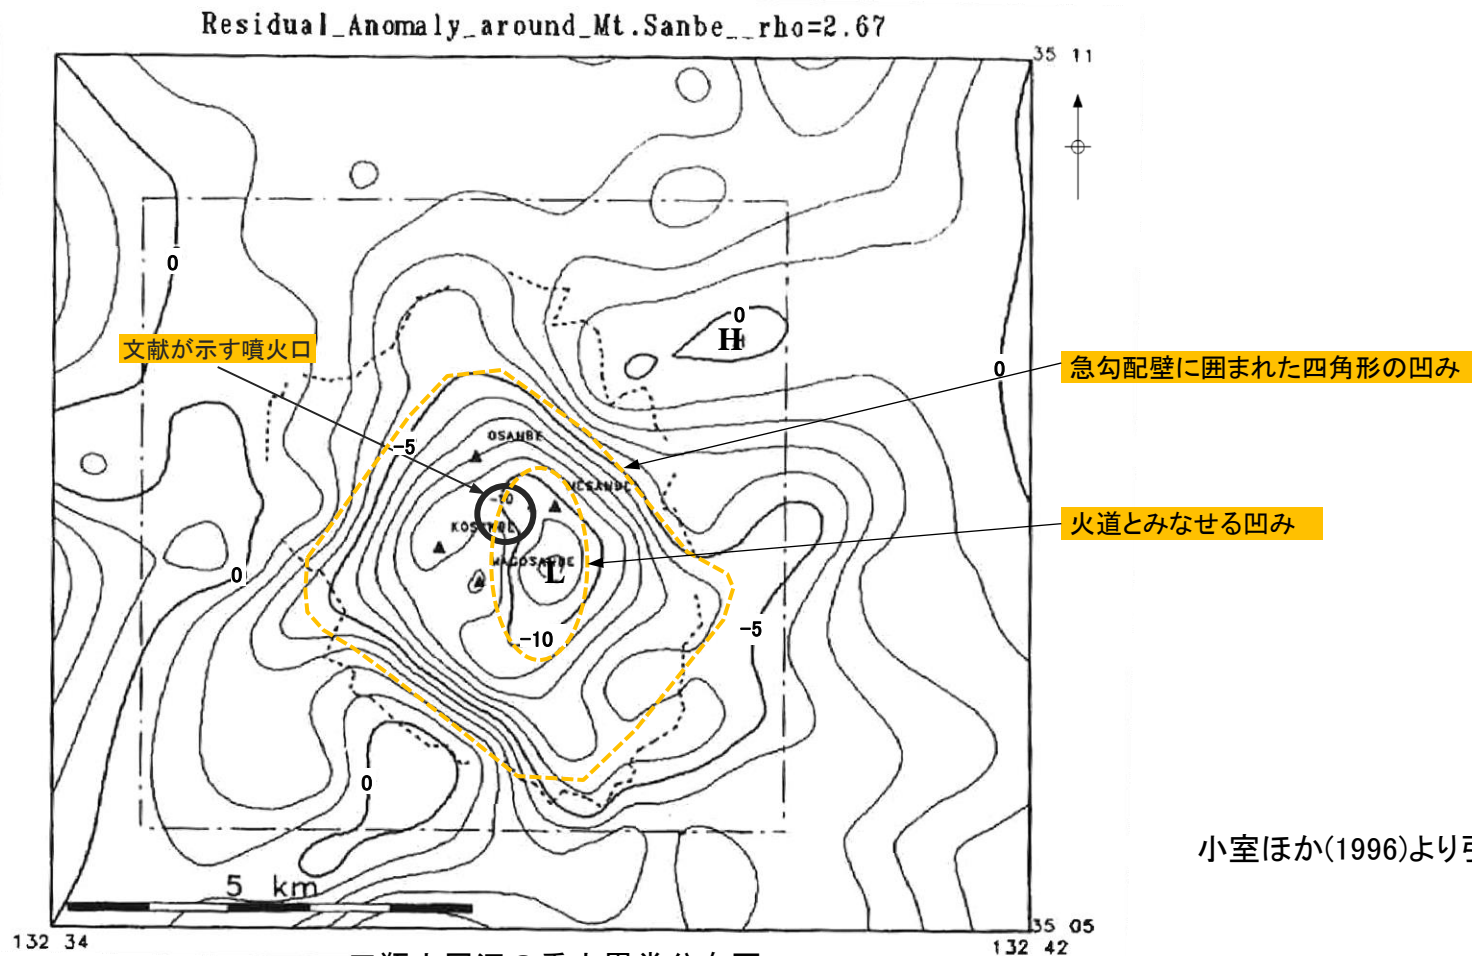 Residual_Anomaly_around_Mt.Sanbe__rho=2.67
35 11
0
0
H
文献が示す噴火口
急勾配壁に囲まれた四角形の凹み
0
-5
OSANBE
-10
火道とみなせる凹み
L
0
-10
-5
0
小室ほか(1996)より
5 km
35 05
132 34
132 42